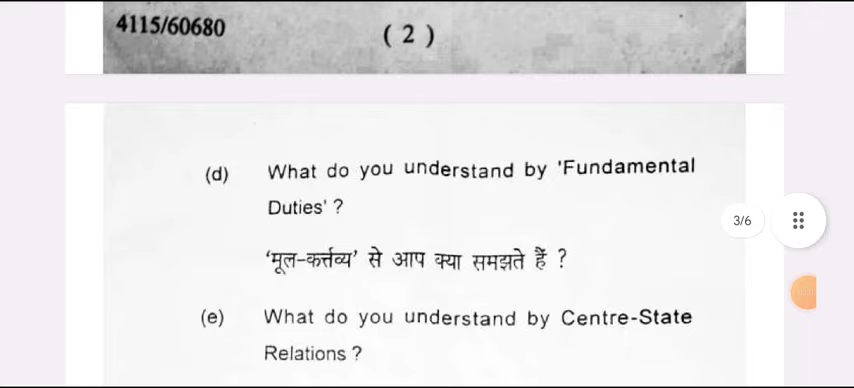 4115/60680 ( 2 )
(d) What do you understand by 'Fundamental
Duties' ?
'मूल-कर्त्तव्य' से आप क्या समझते हैं ?
3/6
(e) What do you understand by Centre-State
Relations ?